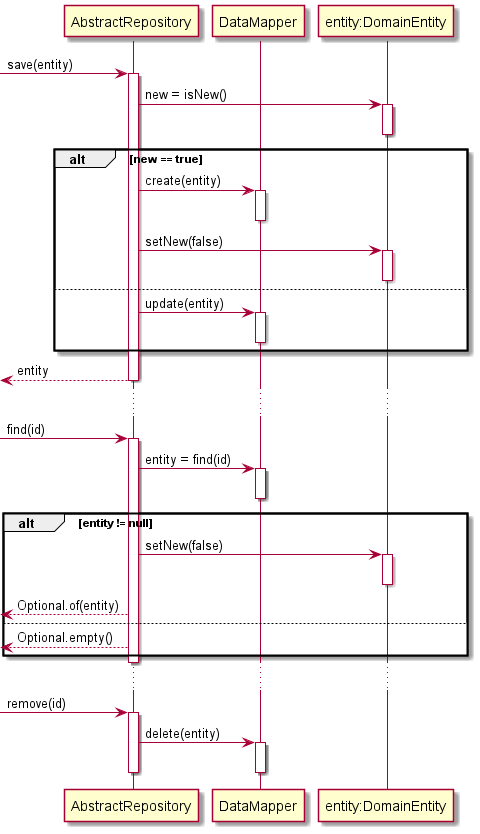 AbstractRepository DataMapper entity:DomainEntity
save(entity)
new = isNew()
alt [new == true]
create(entity)
setNew(false)
update(entity)
entity
find(id)
entity = find(id)
alt [entity != null]
setNew(false)
Optional.of(entity)
Optional.empty()
remove(id)
delete(entity)
AbstractRepository DataMapper entity:DomainEntity